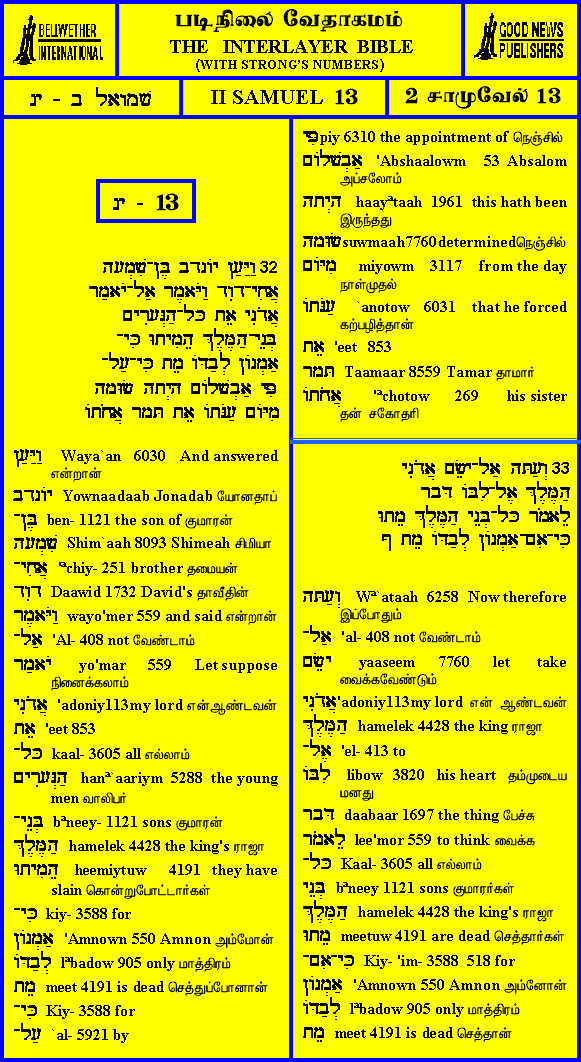 BELLWETHER
INTERNATIONAL
படிநிலை வேதாகமம்
THE INTERLAYER BIBLE
(WITH STRONG'S NUMBERS)
GOOD NEWS
PUBLISHERS
שמואל ב - יג
II SAMUEL 13
2 சாமுவேல் 13
יג - 13
32 וַיַּעַן יוֹנָדָב בֶּן־שִׁמְעָה
אֲחִי־דָוִד וַיֹּאמֶר אַל־יֹאמַר
אֲדֹנִי אֵת כָּל־הַנְּעָרִים
בְּנֵי־הַמֶּלֶךְ הֵמִיתוּ כִּי־
אַמְנוֹן לְבַדּוֹ מֵת כִּי־עַל־
פִּי אַבְשָׁלוֹם הָיְתָה שׂוּמָה
מִיּוֹם עַנֹּתוֹ אֵת תָּמָר אֲחֹתוֹ
וַיַּעַן Waya`an 6030 And answered
என்றான்
יוֹנָדָב Yownaadaab Jonadab யோனதாப்
בֶּן־ ben- 1121 the son of குமாரன்
שִׁמְעָה Shim`aah 8093 Shimeah சிமியா
אֲחִי־ ªchiy- 251 brother தமையன்
דָוִד Daawid 1732 David's தாவீதின்
וַיֹּאמֶר wayo'mer 559 and said என்றான்
אַל־ 'Al- 408 not வேண்டாம்
יֹאמַר yo'mar 559 Let suppose
நினைக்கலாம்
אֲדֹנִי 'adoniy113my lord என்ஆண்டவன்
אֵת 'eet 853
כָּל־ kaal- 3605 all எல்லாம்
הַנְּעָרִים hanª`aariym 5288 the young
men வாலிபர்
בְּנֵי־ bªneey- 1121 sons குமாரன்
הַמֶּלֶךְ hamelek 4428 the king's ராஜா
הֵמִיתוּ heemiytuw 4191 they have
slain கொன்றுபோட்டார்கள்
כִּי־ kiy- 3588 for
אַמְנוֹן 'Amnown 550 Amnon அம்மோன்
לְבַדּוֹ lªbadow 905 only மாத்திரம்
מֵת meet 4191 is dead செத்துப்போனான்
כִּי־ Kiy- 3588 for
עַל־ `al- 5921 by
פִּי piy 6310 the appointment of நெஞ்சில்
אַבְשָׁלוֹם 'Abshaalowm 53 Absalom
அப்சலோம்
הָיְתָה haayªtaah 1961 this hath been
இருந்தது
שׂוּמָה suwmaah7760 determinedநெஞ்சில்
מִיּוֹם miyowm 3117 from the day
நாள்முதல்
עַנֹּתוֹ `anotow 6031 that he forced
கற்பழித்தான்
אֵת 'eet 853
תָּמָר Taamaar 8559 Tamar தாமார்
אֲחֹתוֹ 'ªchotow 269 his sister
தன் சகோதரி
33 וְעַתָּה אַל־יָשֵׂם אֲדֹנִי
הַמֶּלֶךְ אֶל־לִבּוֹ דָּבָר
לֵאמֹר כָּל־בְּנֵי הַמֶּלֶךְ מֵתוּ
כִּי־אִם־אַמְנוֹן לְבַדּוֹ מֵת ף
וְעַתָּה Wª`ataah 6258 Now therefore
இப்போதும்
אַל־ 'al- 408 not வேண்டாம்
יָשֵׂם yaaseem 7760 let take
வைக்கவேண்டும்
אֲדֹנִי 'adoniy113my lord என் ஆண்டவன்
הַמֶּלֶךְ hamelek 4428 the king ராஜா
אֶל־ 'el- 413 to
לִבּוֹ libow 3820 his heart தம்முடைய
மனது
דָּבָר daabaar 1697 the thing பேச்சு
לֵאמֹר lee'mor 559 to think வைக்க
כָּל־ Kaal- 3605 all எல்லாம்
בְּנֵי bªneey 1121 sons குமாரர்கள்
הַמֶּלֶךְ hamelek 4428 the king's ராஜா
מֵתוּ meetuw 4191 are dead செத்தார்கள்
כִּי־אִם־ Kiy- 'im- 3588 518 for
אַמְנוֹן 'Amnown 550 Amnon அம்னோன்
לְבַדּוֹ lªbadow 905 only மாத்திரம்
מֵת meet 4191 is dead செத்தான்